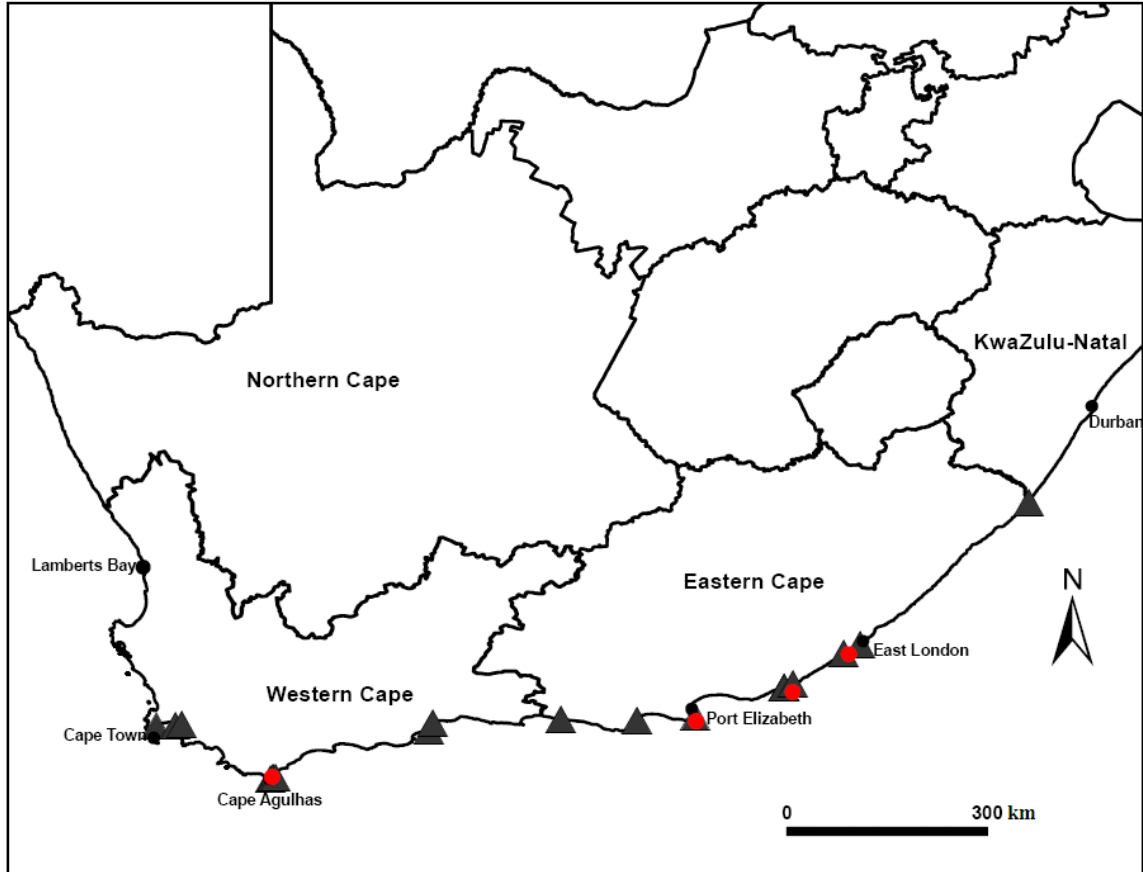 KwaZulu-Natal
Northern Cape
Durban
Lamberts Bay
Eastern Cape
N
East London
Western Cape
Port Elizabeth
Cape Town
Cape Agulhas
0 300 km